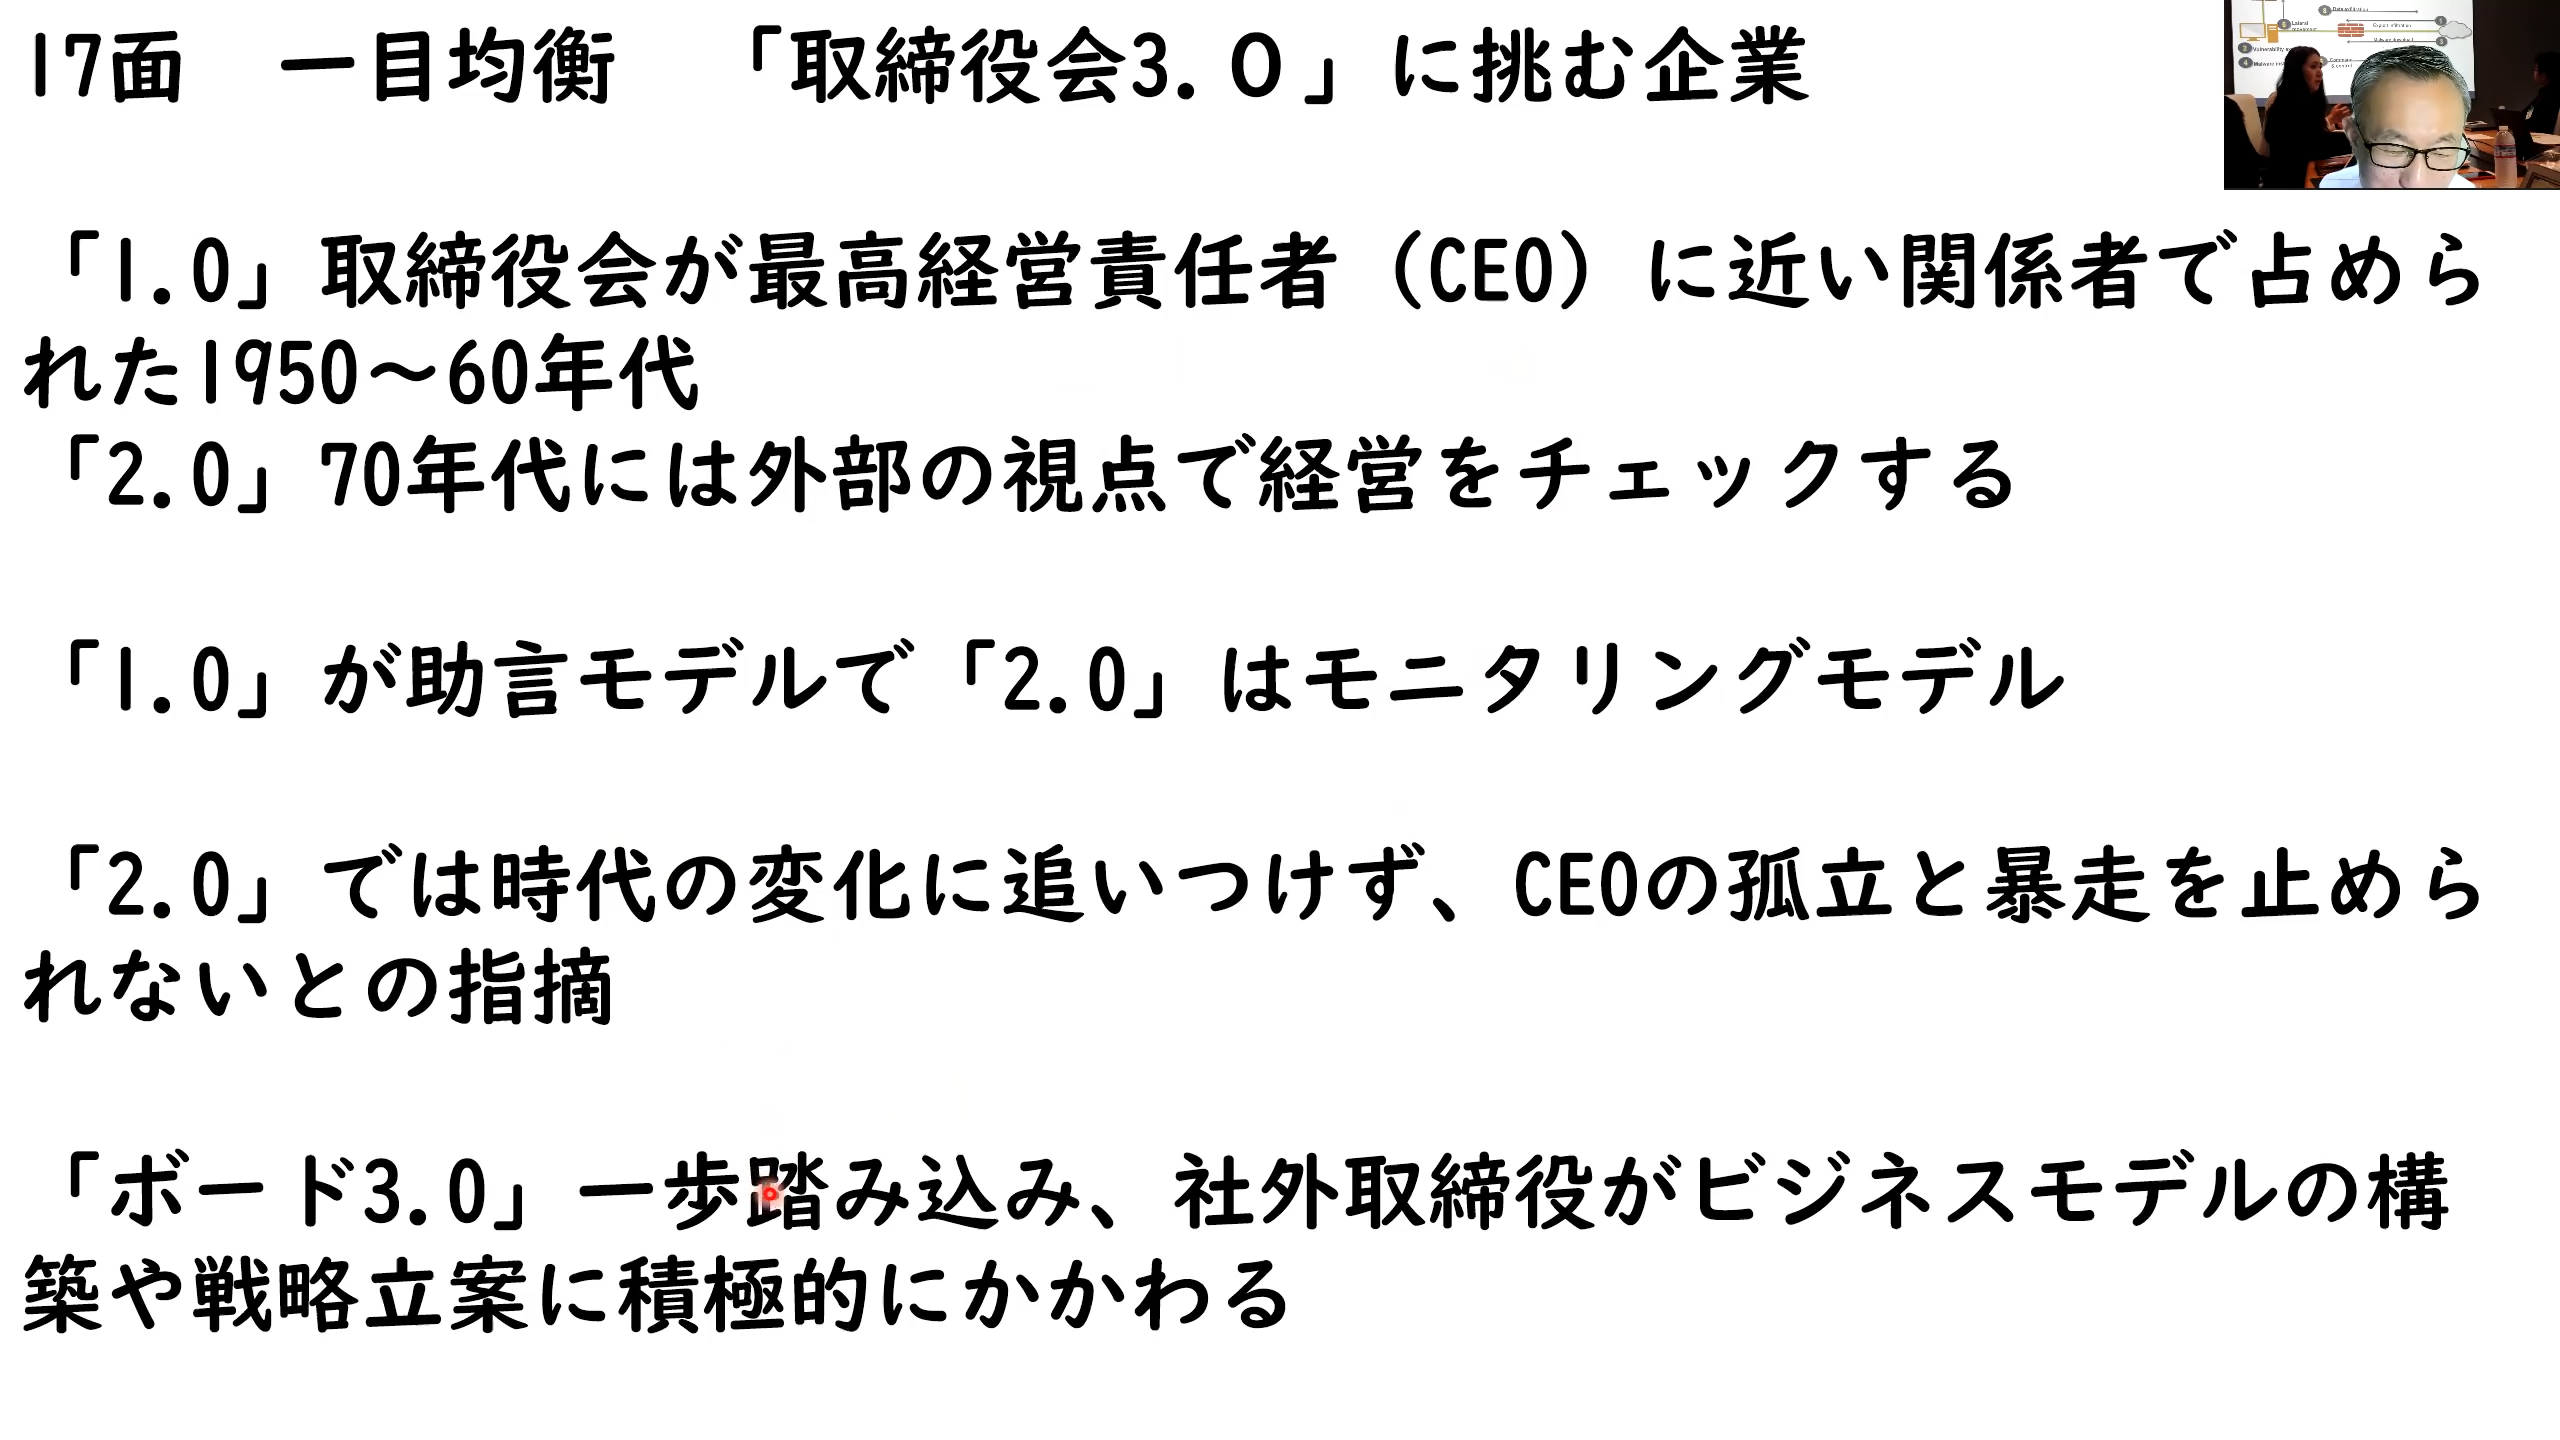 17面　一目均衡　「取締役会3.０」に挑む企業
「1.0」取締役会が最高経営責任者（CEO）に近い関係者で占めら
れた1950～60年代
「2.0」70年代には外部の視点で経営をチェックする
「1.0」が助言モデルで「2.0」はモニタリングモデル
「2.0」では時代の変化に追いつけず、CEOの孤立と暴走を止めら
れないとの指摘
「ボード3.0」一歩踏み込み、社外取締役がビジネスモデルの構
築や戦略立案に積極的にかかわる